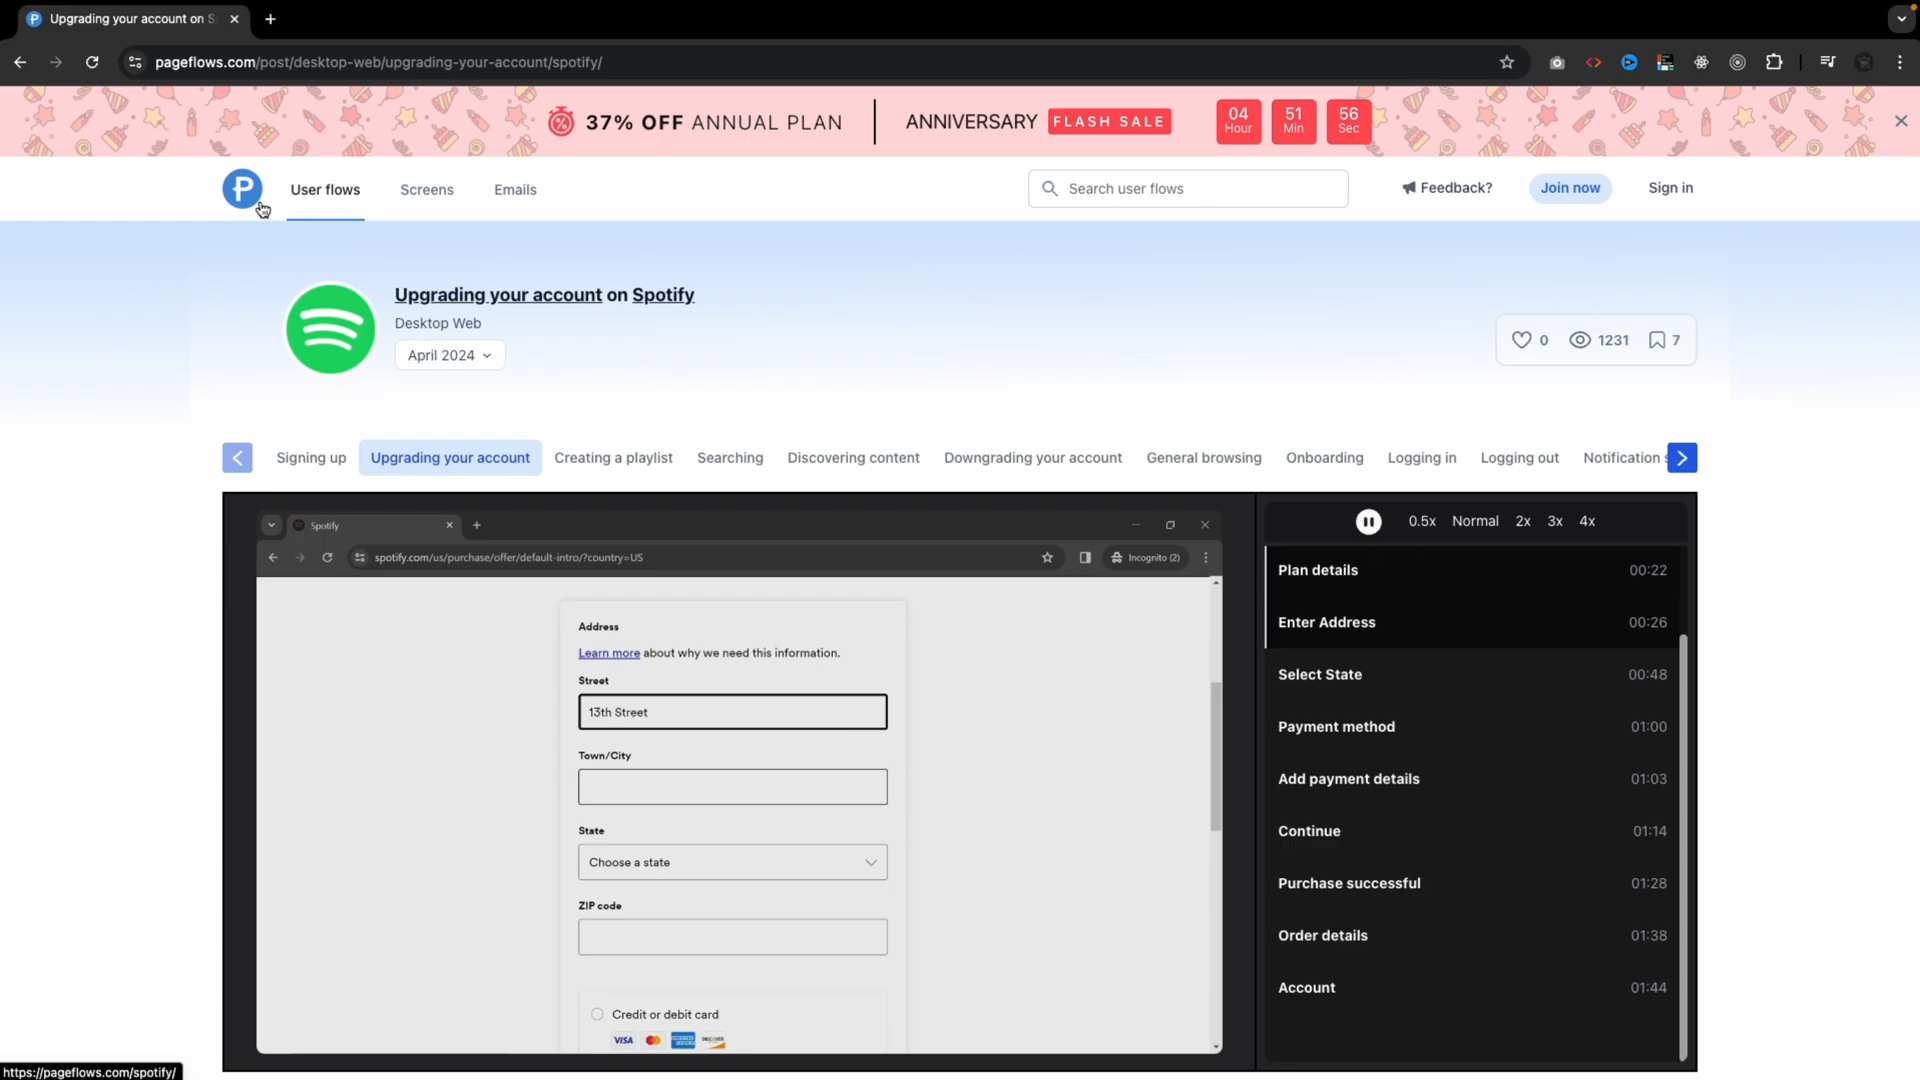 Upgrading your account on S
pageflows.com/post/desktop-web/upgrading-your-account/spotify/
37% OFF ANNUAL PLAN
ANNIVERSARY FLASH SALE
04 Hour
51 Min
56 Sec
P
User flows
Screens
Emails
Search user flows
Feedback?
Join now
Sign in
Upgrading your account on Spotify
Desktop Web
April 2024
0
1231
7
Signing up
Upgrading your account
Creating a playlist
Searching
Discovering content
Downgrading your account
General browsing
Onboarding
Logging in
Logging out
Notification s
Spotify
spotify.com/us/purchase/offer/default-intro/?country=US
Incognito (2)
Address
Learn more about why we need this information.
Street
13th Street
Town/City
State
Choose a state
ZIP code
Credit or debit card
VISA
DISCOVER
0.5x Normal 2x 3x 4x
Plan details 00:22
Enter Address 00:26
Select State 00:48
Payment method 01:00
Add payment details 01:03
Continue 01:14
Purchase successful 01:28
Order details 01:38
Account 01:44
https://pageflows.com/spotify/